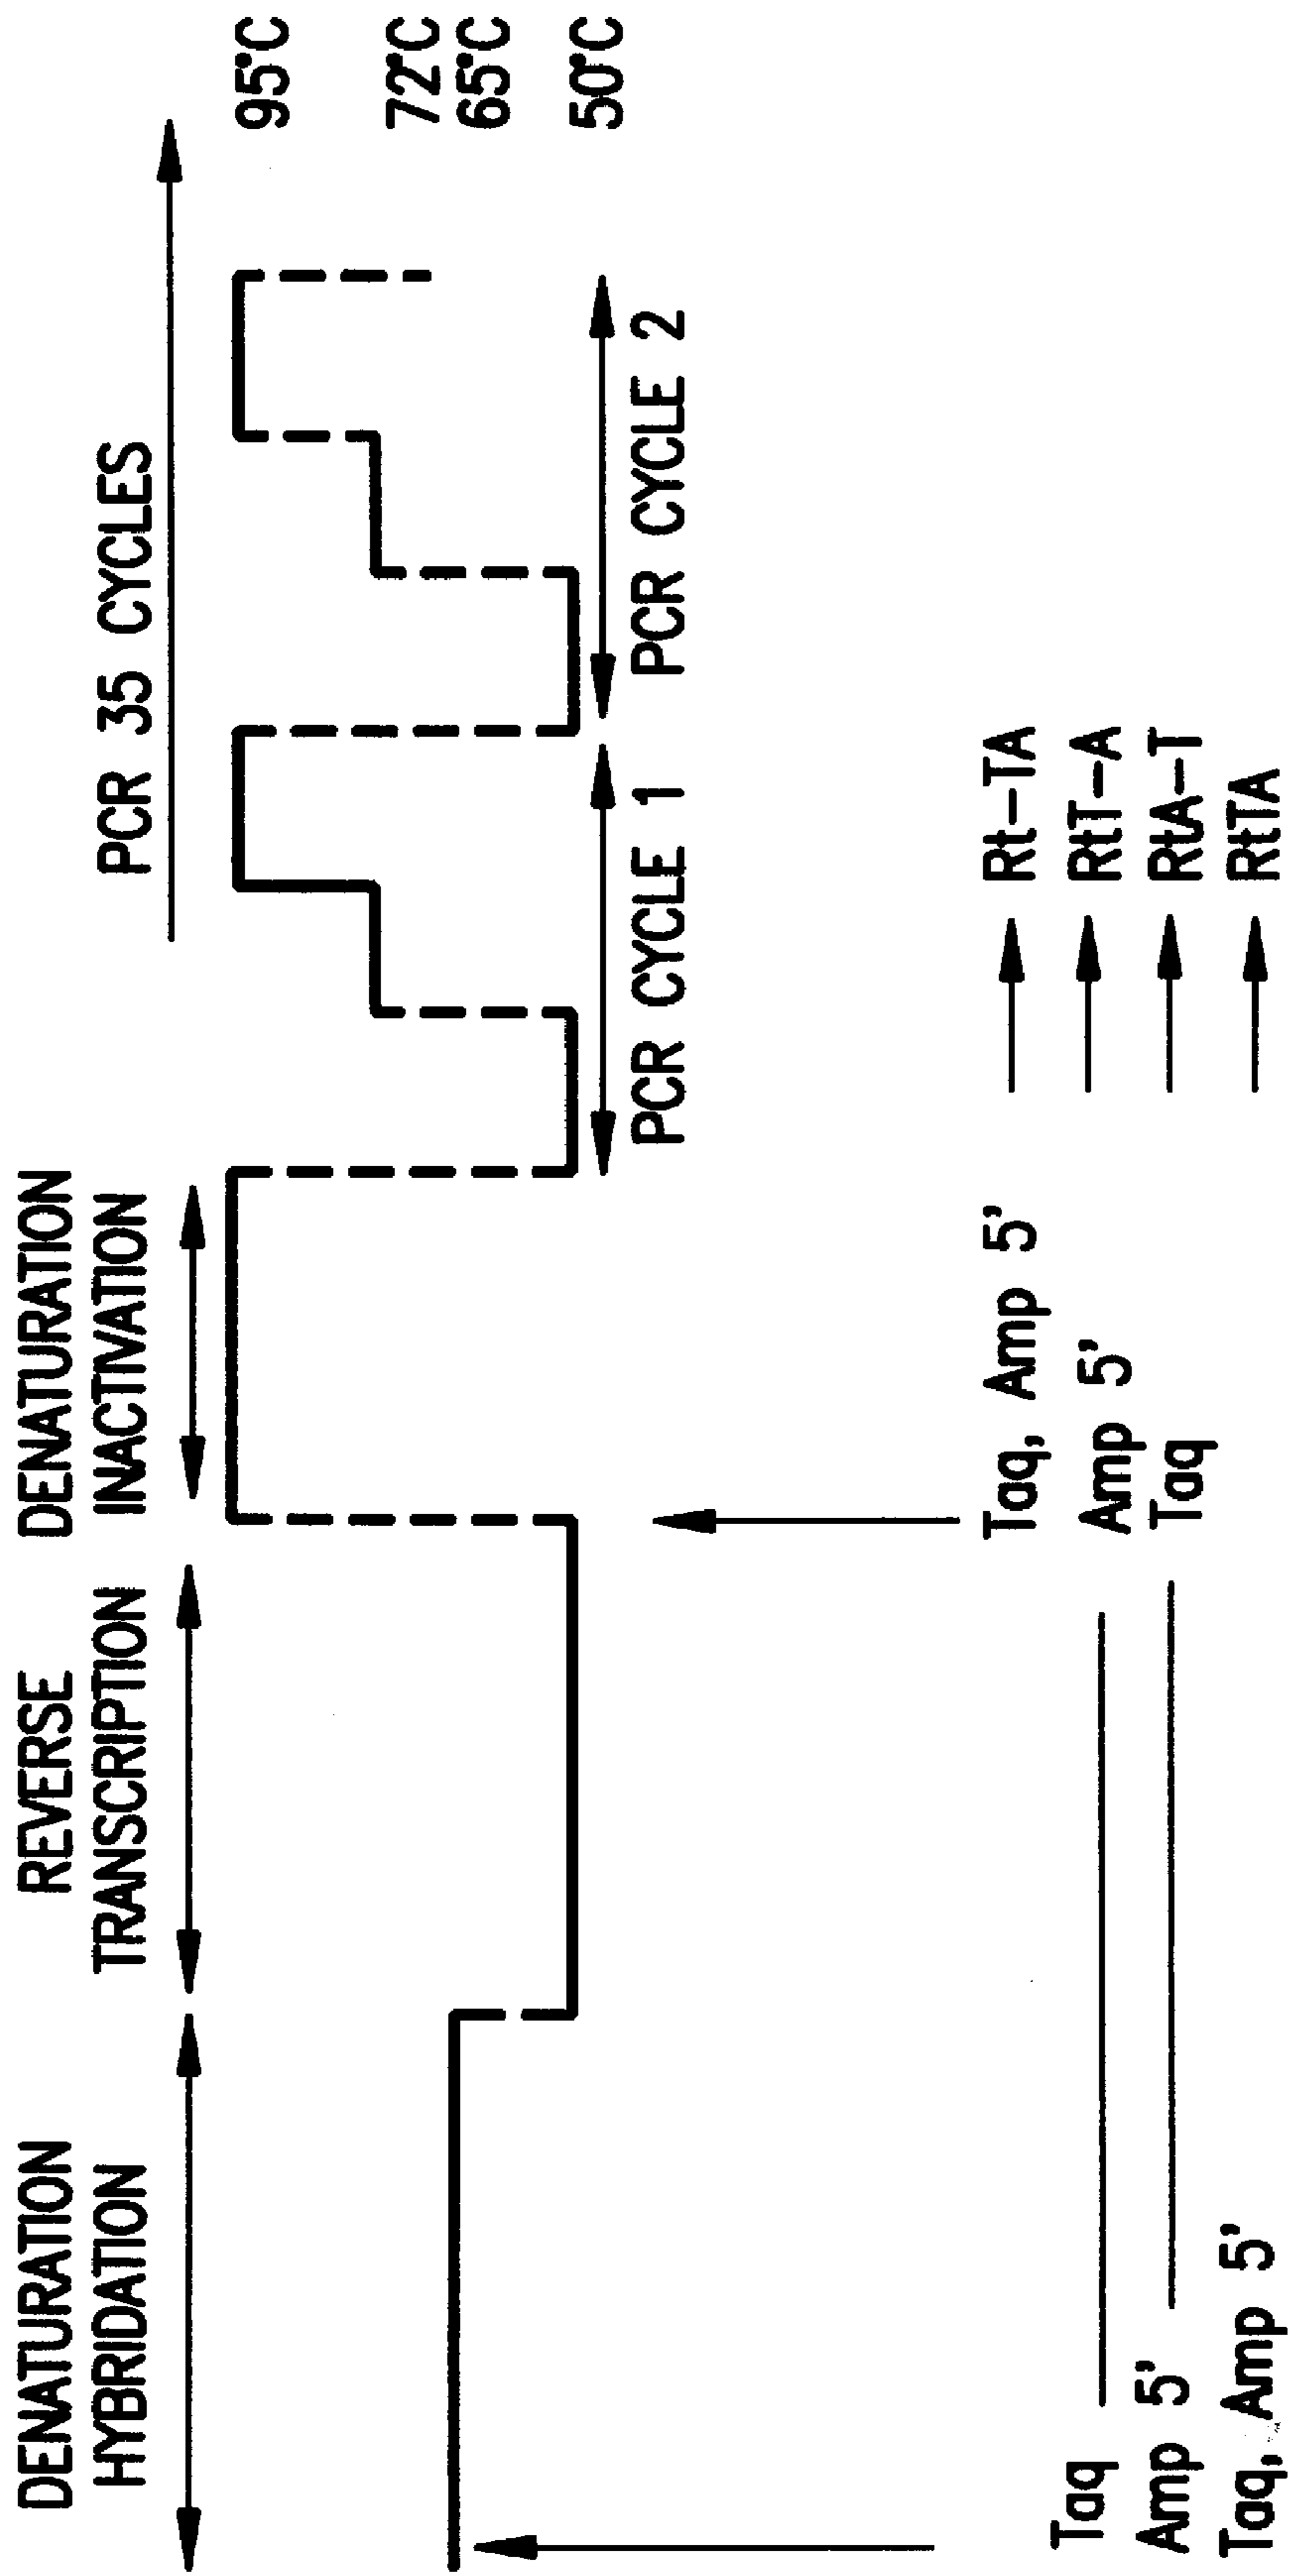 DENATURATION
HYBRIDATION
REVERSE
TRANSCRIPTION
DENATURATION
INACTIVATION
PCR 35 CYCLES
95°C
72°C
65°C
50°C
PCR CYCLE 1
PCR CYCLE 2
Taq, Amp 5'
Rt-TA
Taq
Amp 5'
RtT-A
Amp 5'
Taq
RtA-T
Taq, Amp 5'
RtTA